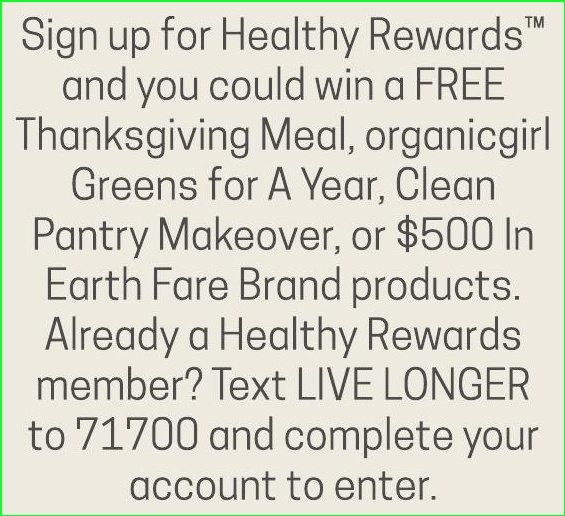 Sign up for Healthy Rewards™
and you could win a FREE
Thanksgiving Meal, organicgirl
Greens for A Year, Clean
Pantry Makeover, or $500 In
Earth Fare Brand products.
Already a Healthy Rewards
member? Text LIVE LONGER
to 71700 and complete your
account to enter.